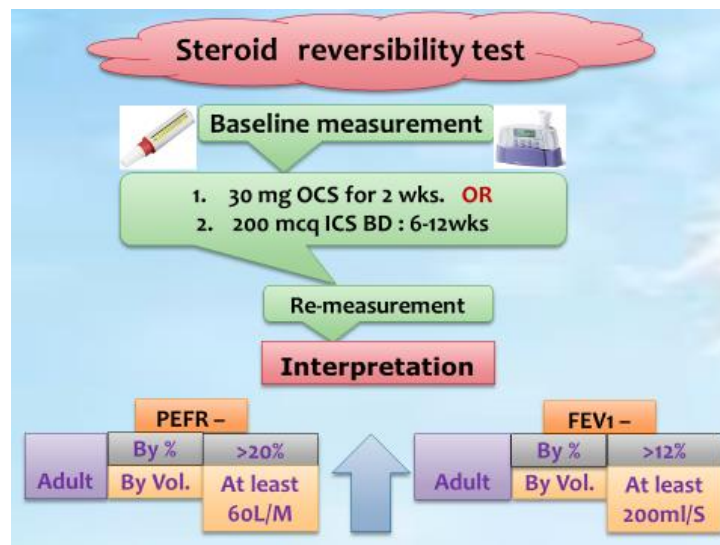 Steroid reversibility test
Baseline measurement
1. 30 mg OCS for 2 wks. OR
2. 200 mcq ICS BD : 6-12wks
Re-measurement
Interpretation
PEFR –
Adult
By %
>20%
By Vol.
At least
60L/M
FEV1 –
Adult
By %
>12%
By Vol.
At least
200ml/S